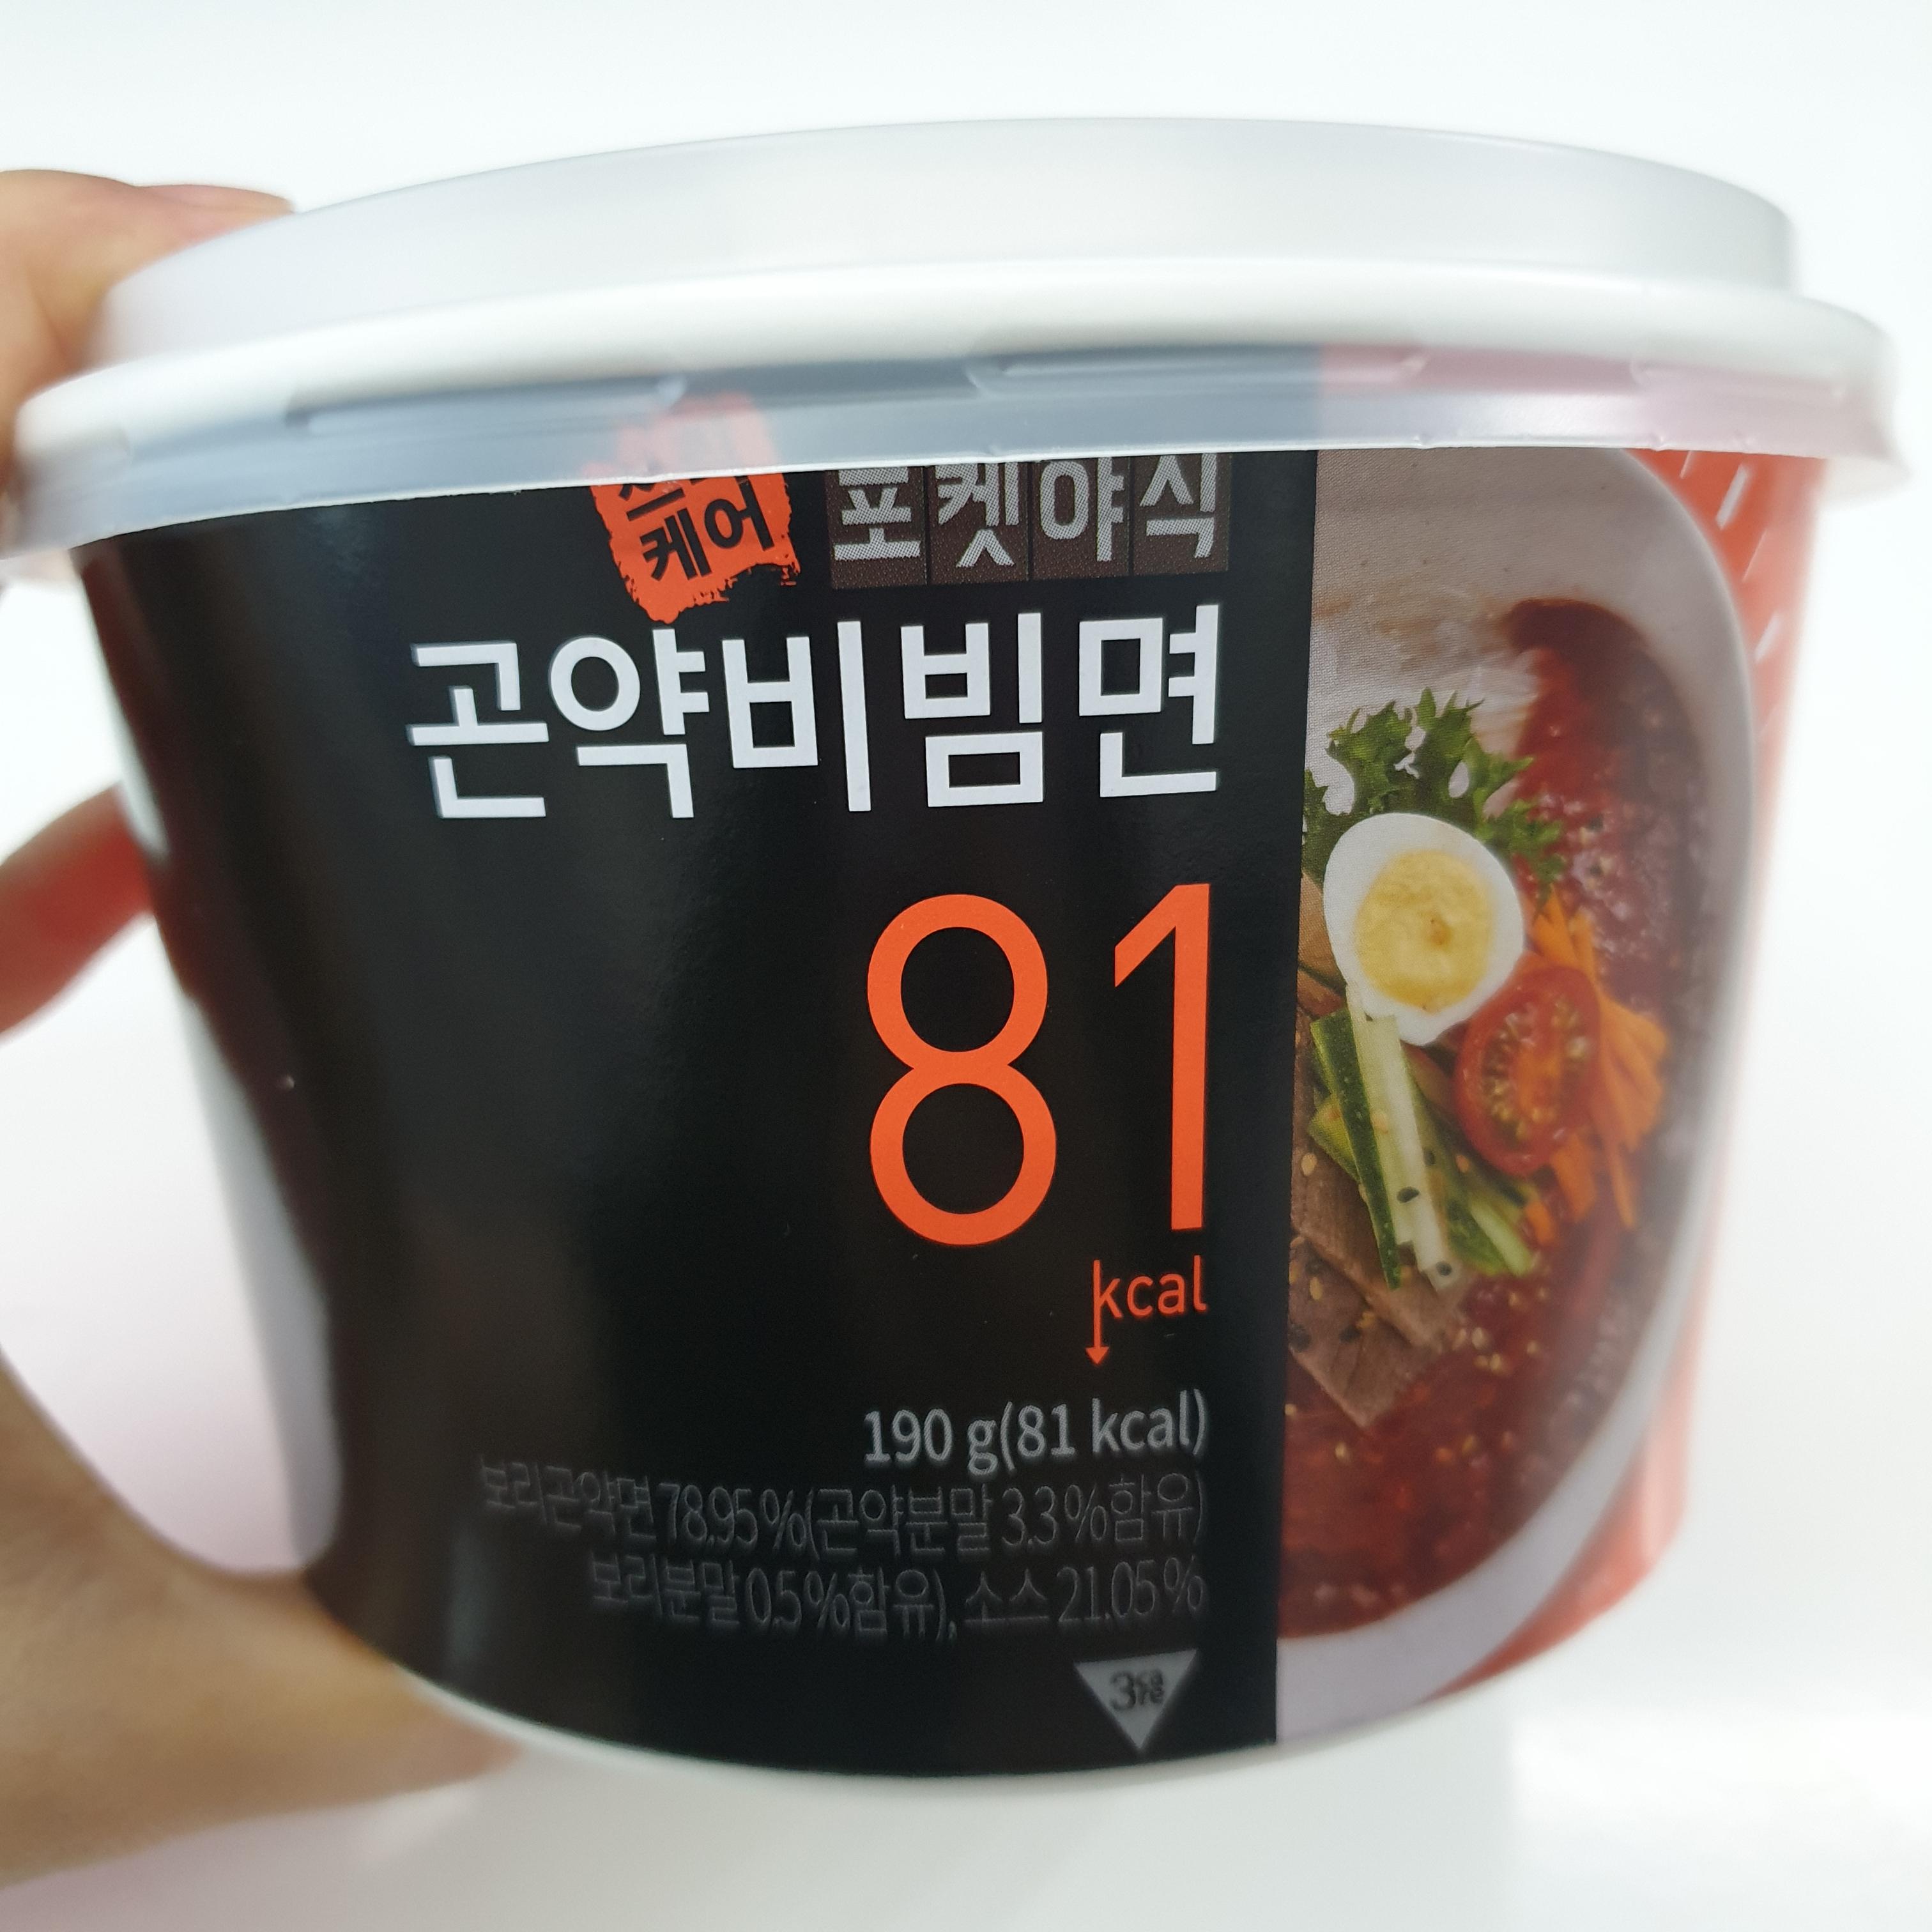 케어
포켓야식
곤약비빔면
81
kcal
190 g(81 kcal)
보리곤약면 78.95%(곤약분말 3.3%함유)
보리분말 0.5%함유), 소스 21.05%
3care